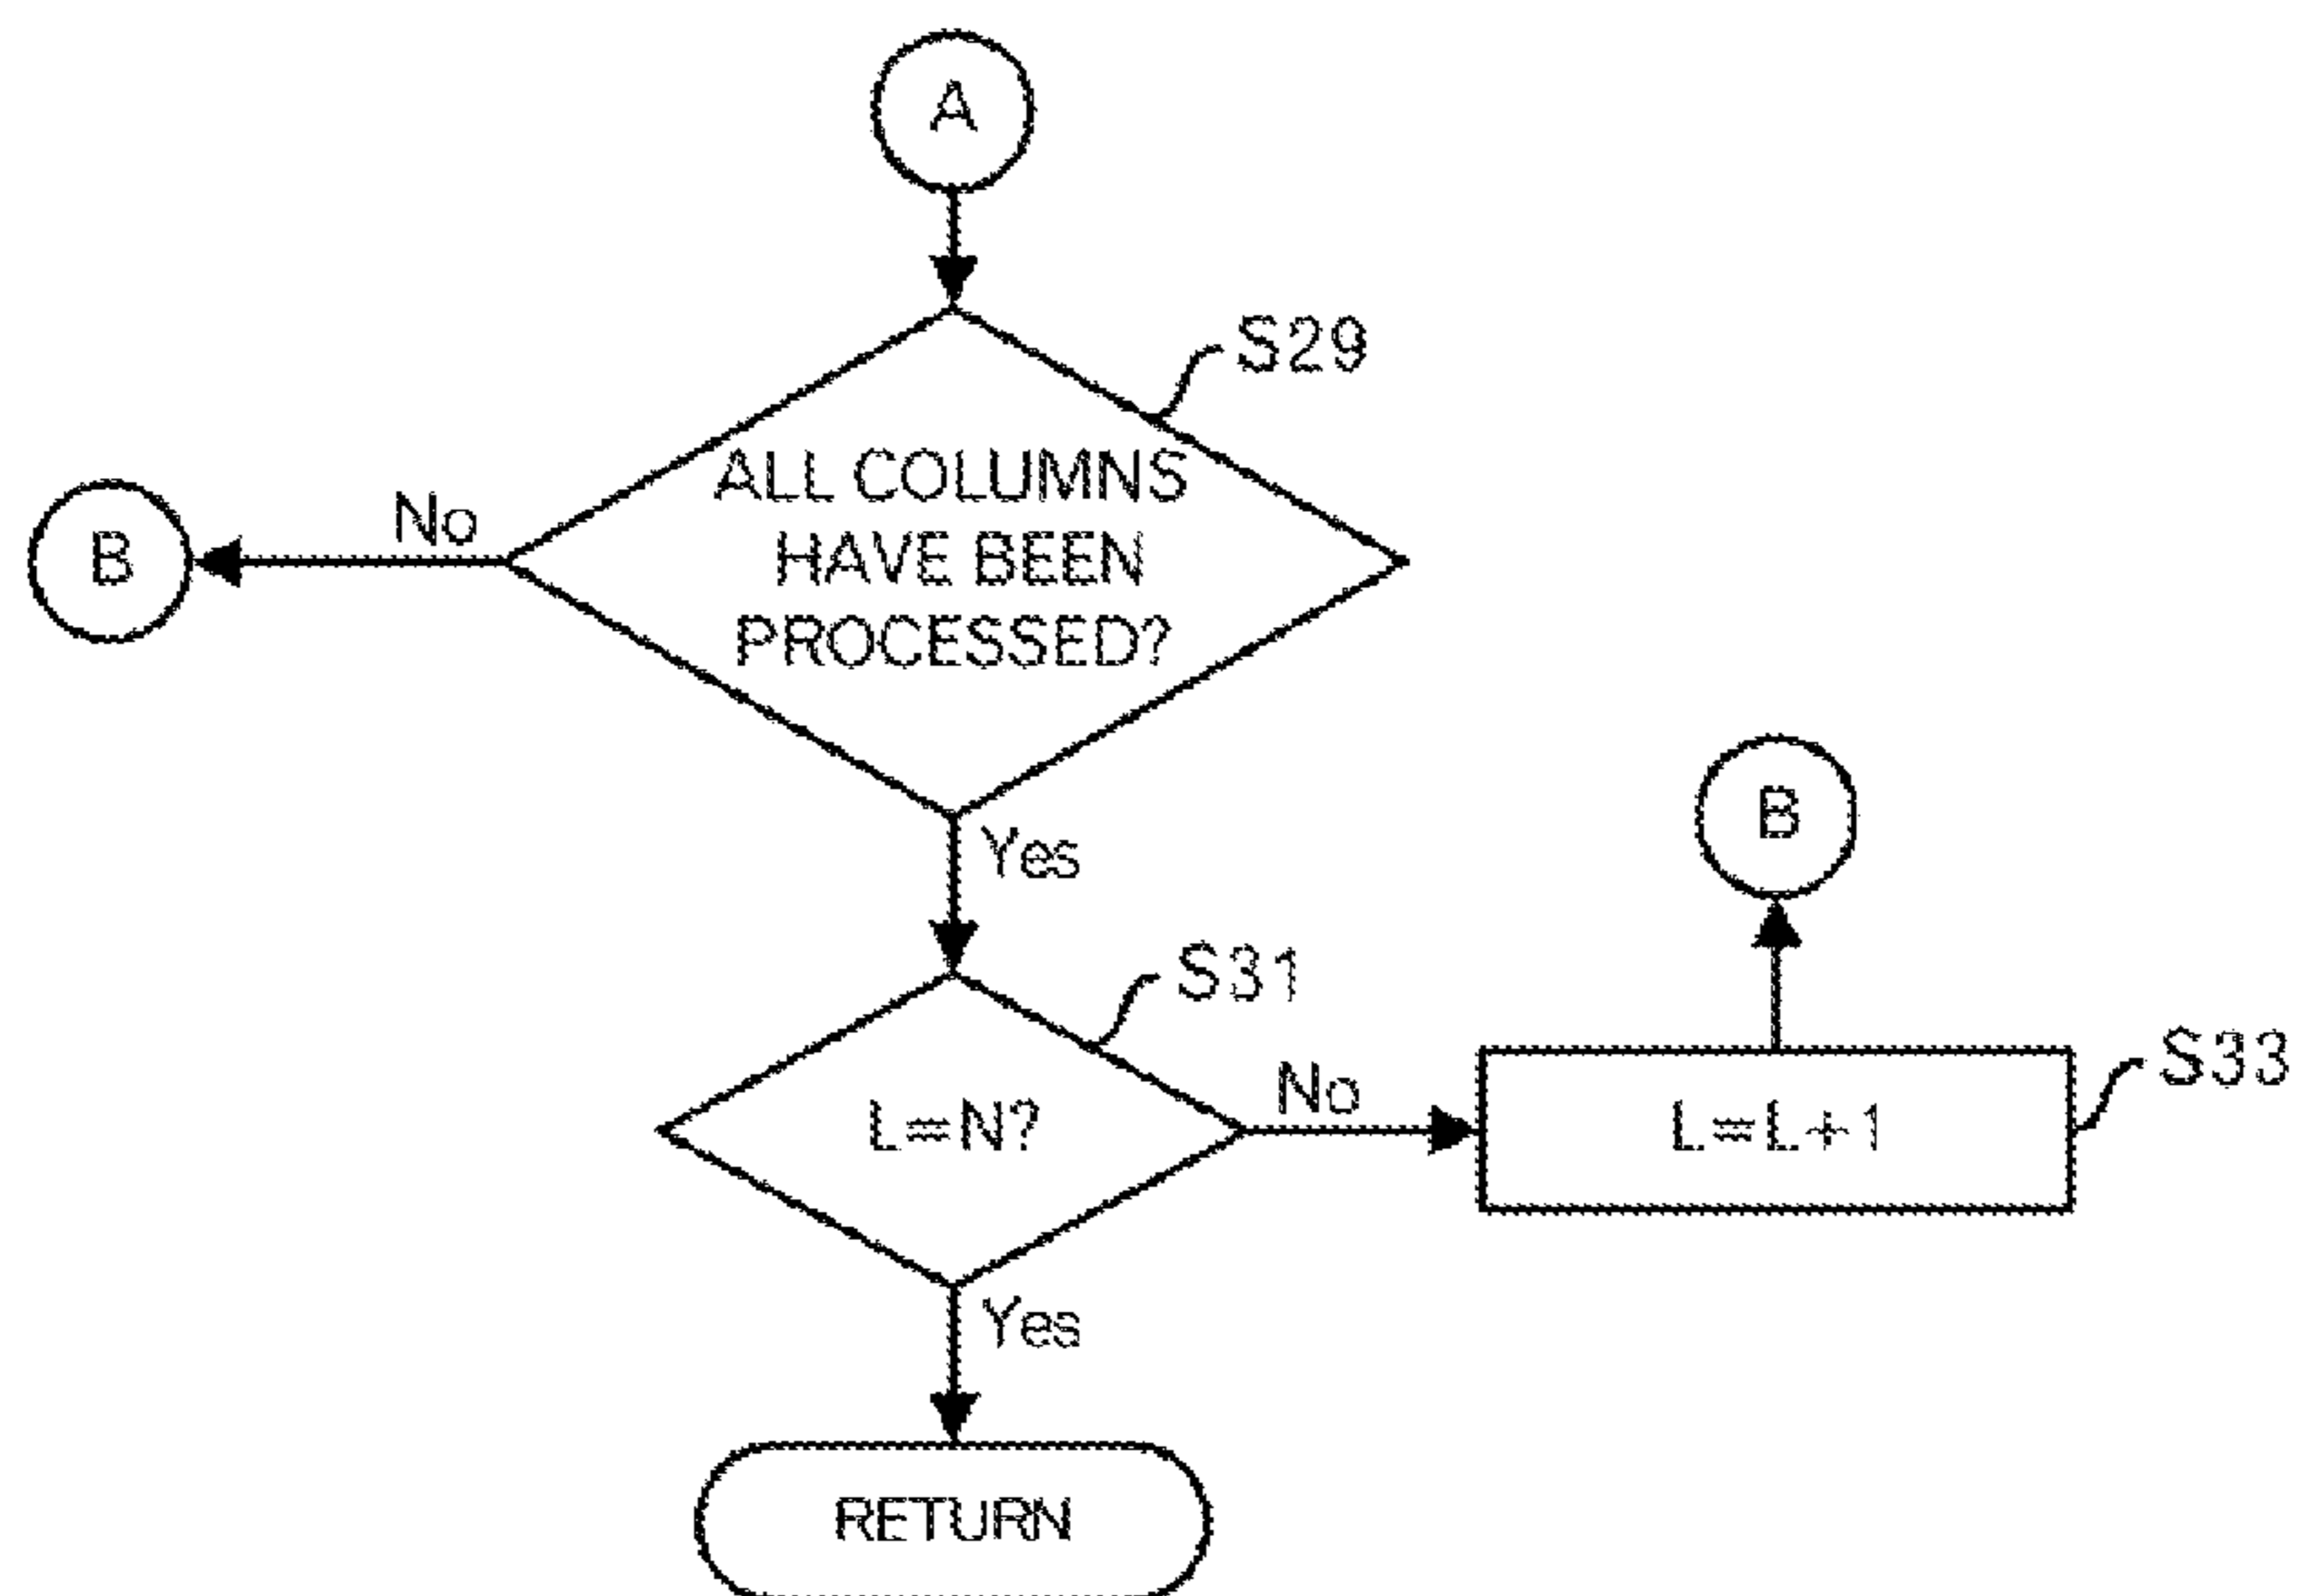 A
S29
ALL COLUMNS
HAVE BEEN
PROCESSED?
No
B
Yes
B
S31
L=N?
No
L=L+1
S33
Yes
RETURN